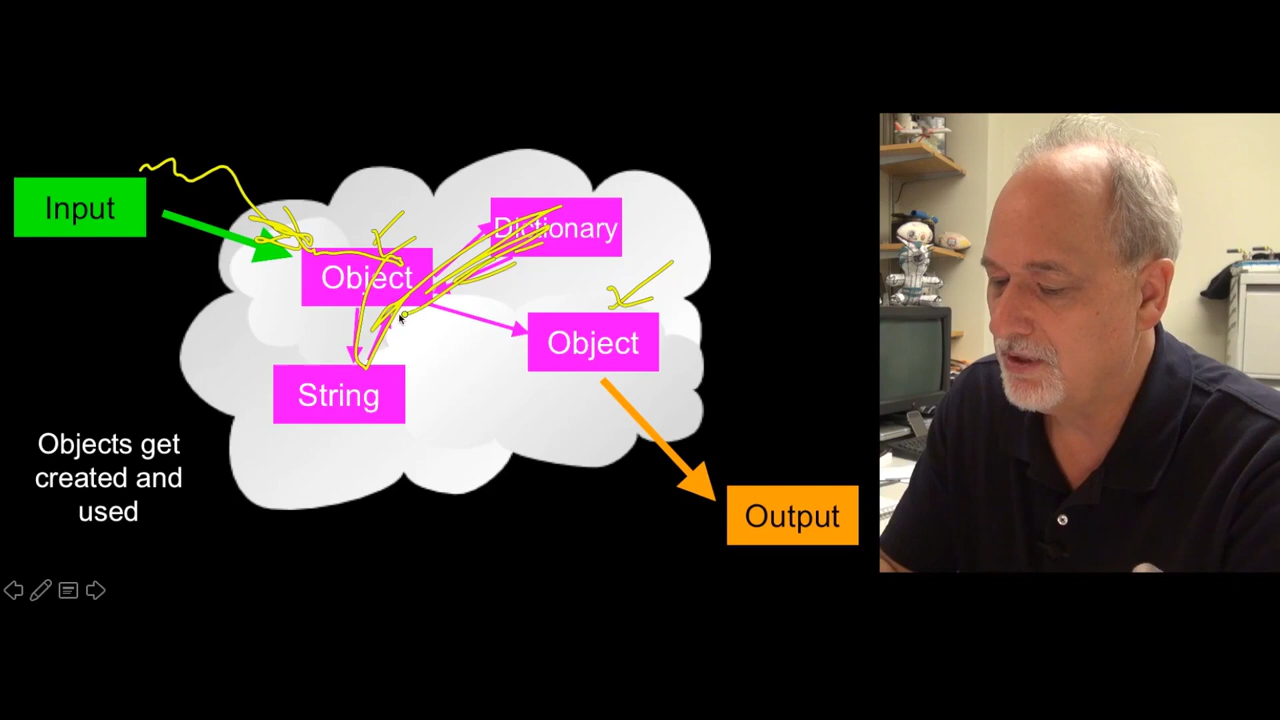 Input
Dictionary
Object
Object
String
Objects get
created and
used
Output